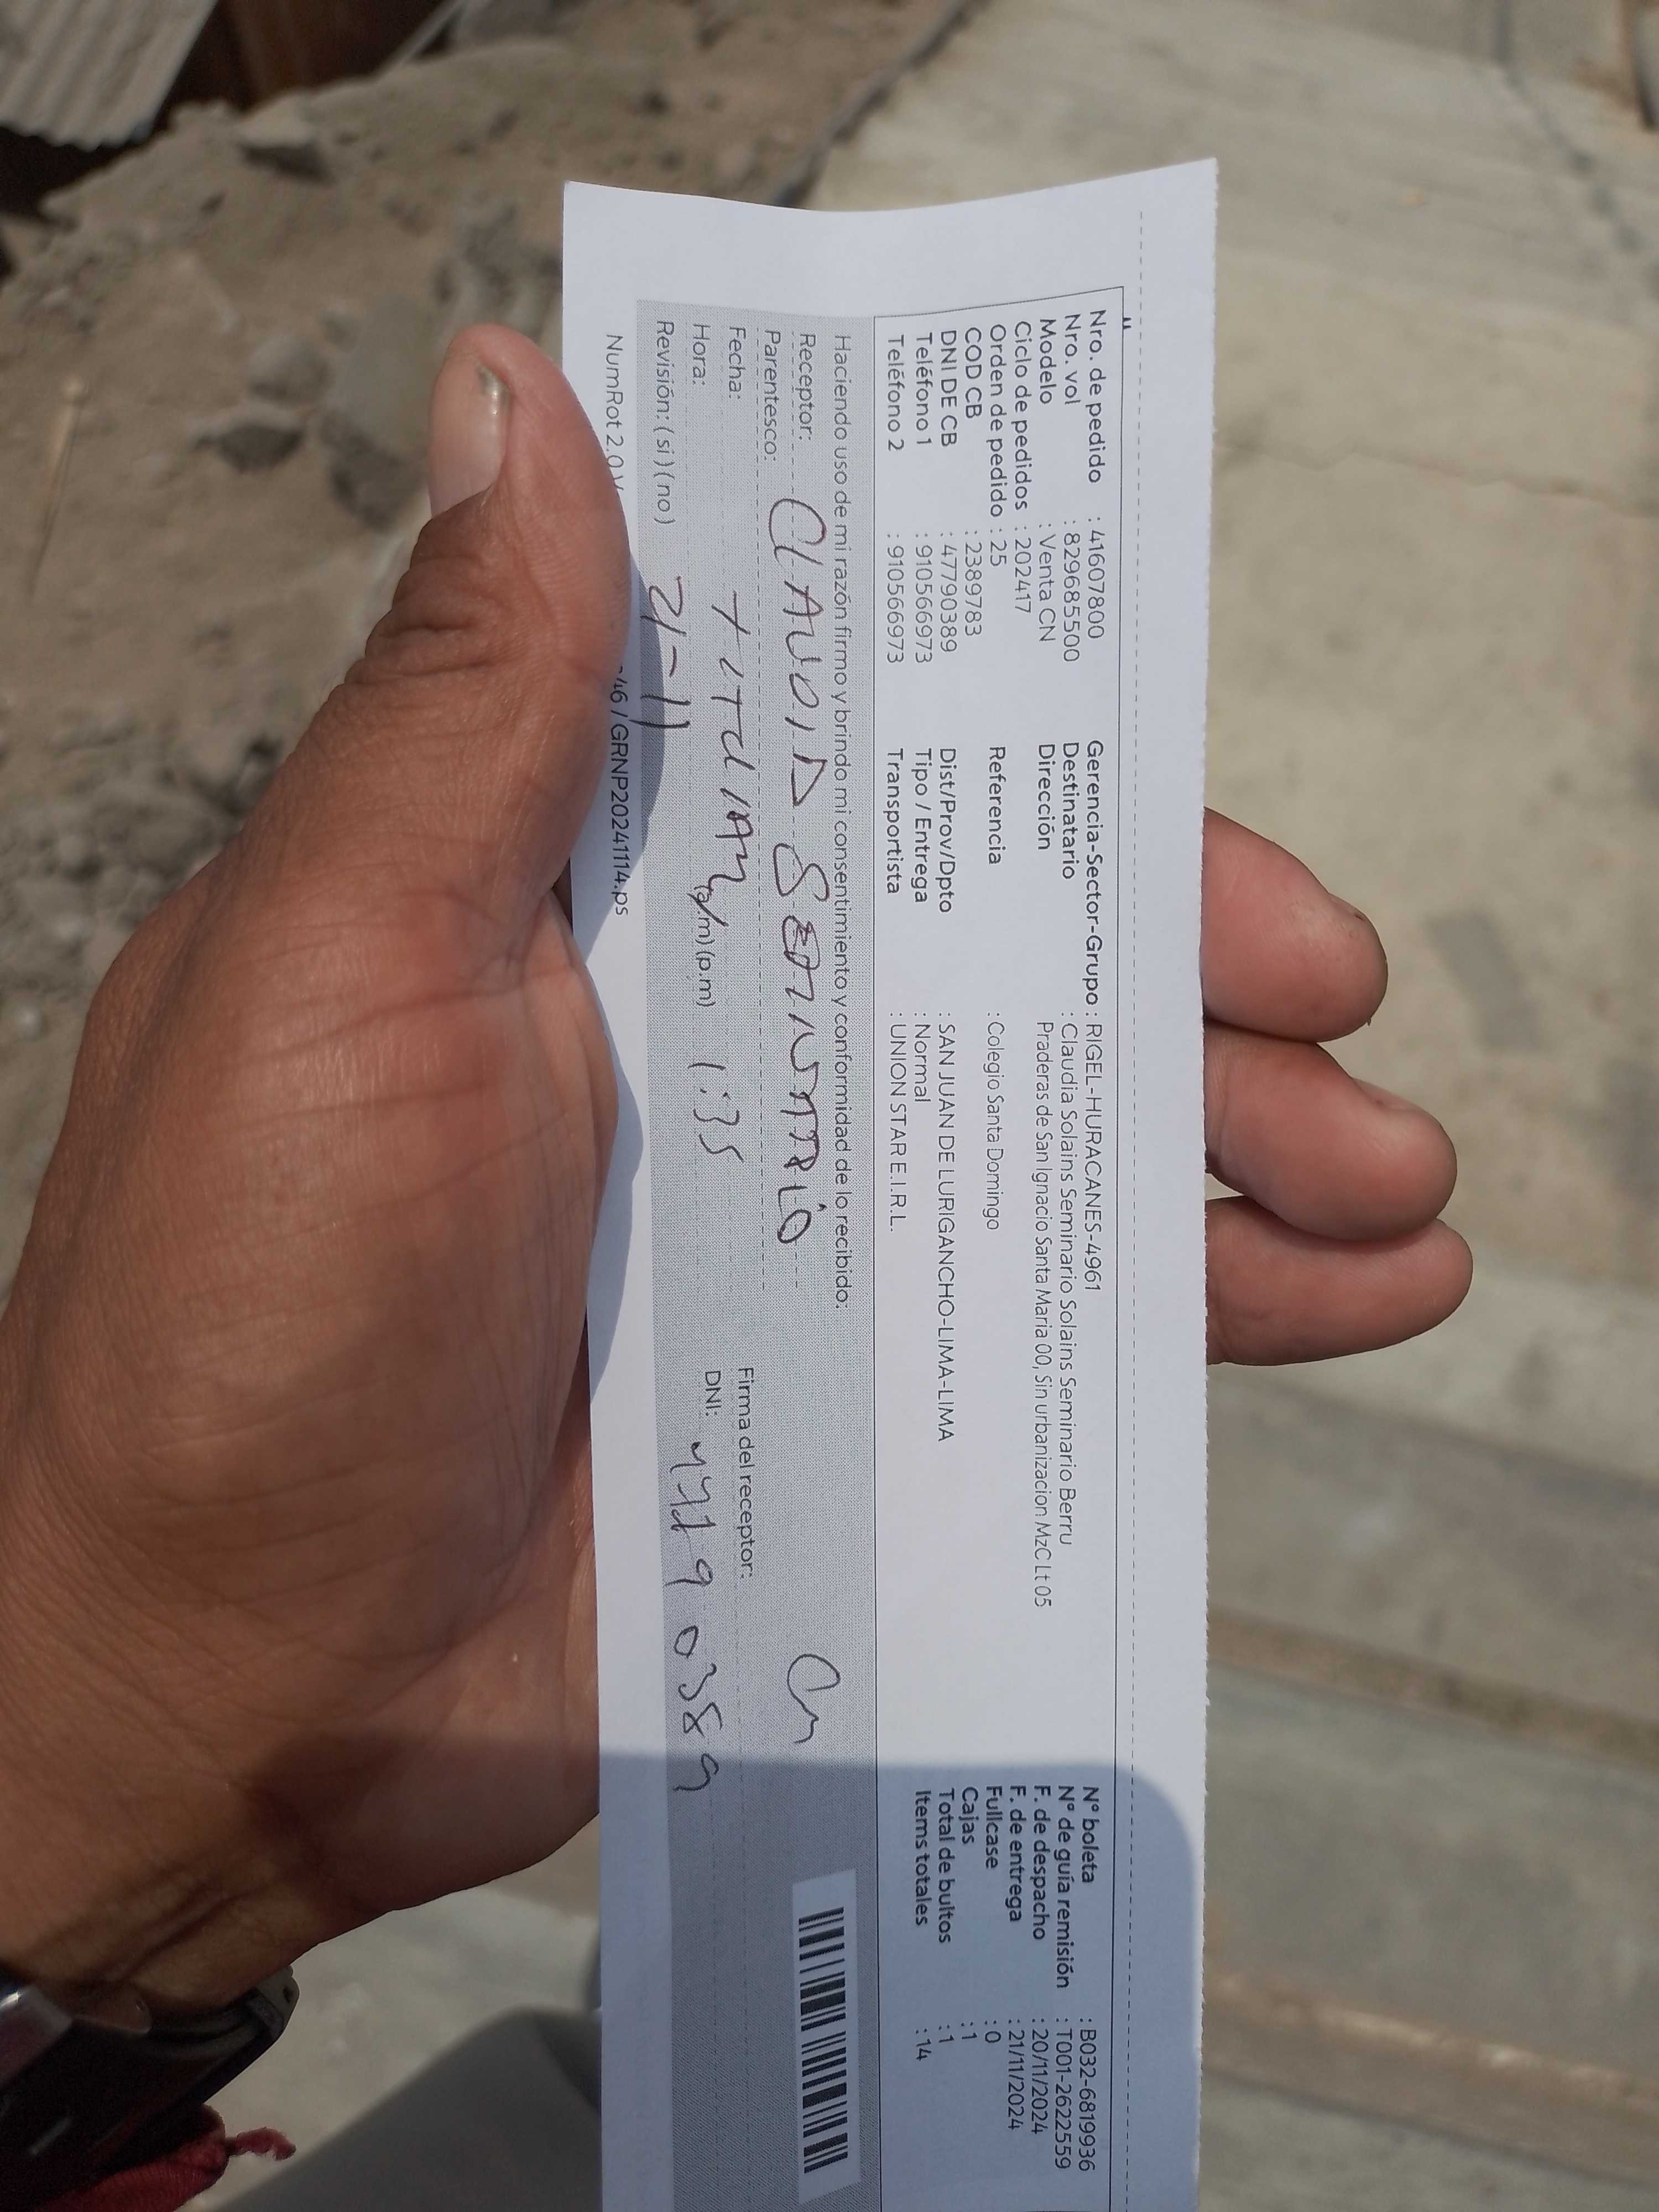 Nro. de pedido : 41607800
Nro. vol : 829685500
Modelo : Venta CN
Ciclo de pedidos : 202417
Orden de pedido : 25
COD CB : 2389783
DNI DE CB : 47790389
Teléfono 1 : 910566973
Teléfono 2 : 910566973
Gerencia-Sector-Grupo : RIGEL-HURACANES-4961
Destinatario : Claudia Solains Seminario Solains Seminario Berru
Dirección Praderas de San Ignacio Santa Maria 00, Sin urbanizacion MzC Lt 05
Referencia : Colegio Santa Domingo
Dist/Prov/Dpto : SAN JUAN DE LURIGANCHO-LIMA-LIMA
Tipo / Entrega : Normal
Transportista : UNION STAR E.I.R.L.
N° boleta : B032-6819936
N° de guía remisión : T001-2622559
F. de despacho : 20/11/2024
F. de entrega : 21/11/2024
Fullcase : 0
Cajas : 1
Total de bultos : 1
Items totales : 14
Haciendo uso de mi razón firmo y brindo mi consentimiento y conformidad de lo recibido:
Receptor: CLAUDIA SEMINARIO
Parentesco:
Fecha: TITULAR
Hora: (a.m) (p.m) 1:35
Revisión: ( si ) ( no ) 21-11
Firma del receptor:
DNI: 47790389
NumRot 2.0 46 / GRNP20241114.ps